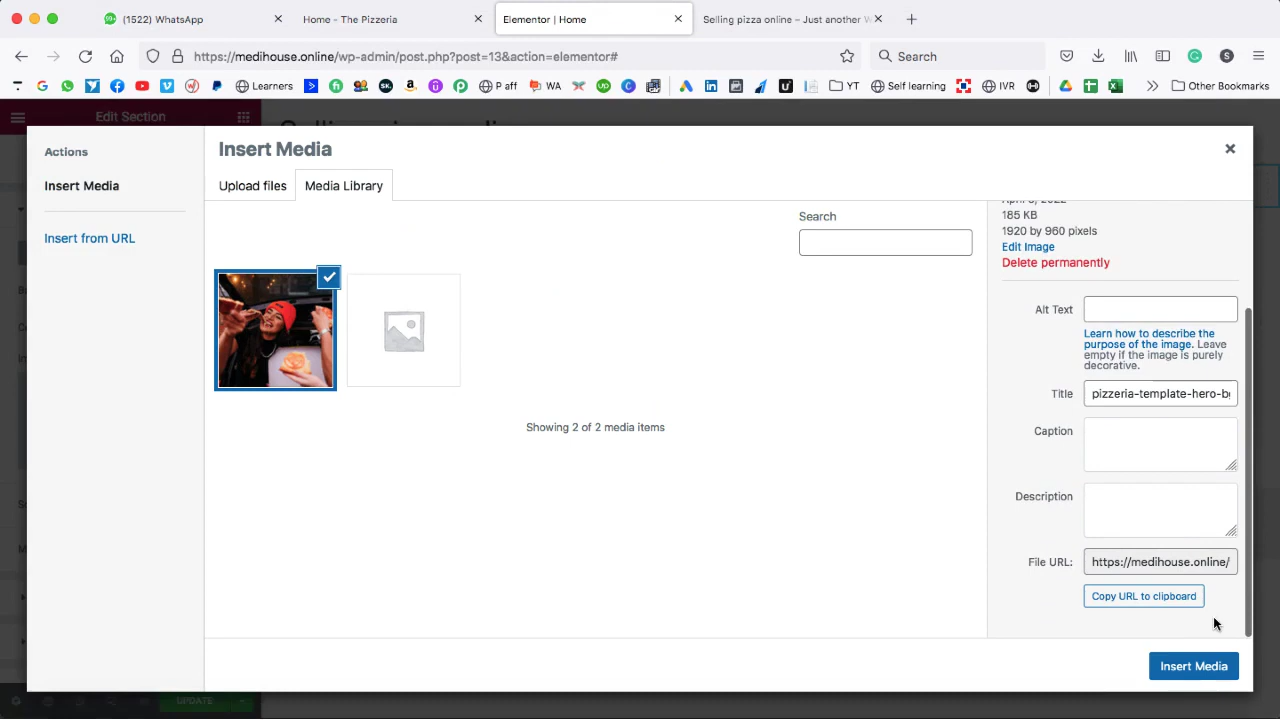 (1522) WhatsApp
Home - The Pizzeria
Elementor | Home
Selling pizza online – Just another W
https://medihouse.online/wp-admin/post.php?post=13&action=elementor#
Search
Learners
P aff
WA
YT
Self learning
IVR
Other Bookmarks
Edit Section
Actions
Insert Media
Insert from URL
Insert Media
Upload files
Media Library
Search
Showing 2 of 2 media items
185 KB
1920 by 960 pixels
Edit Image
Delete permanently
Alt Text
Learn how to describe the
purpose of the image. Leave
empty if the image is purely
decorative.
Title
pizzeria-template-hero-bg
Caption
Description
File URL:
https://medihouse.online/
Copy URL to clipboard
Insert Media
UPDATE